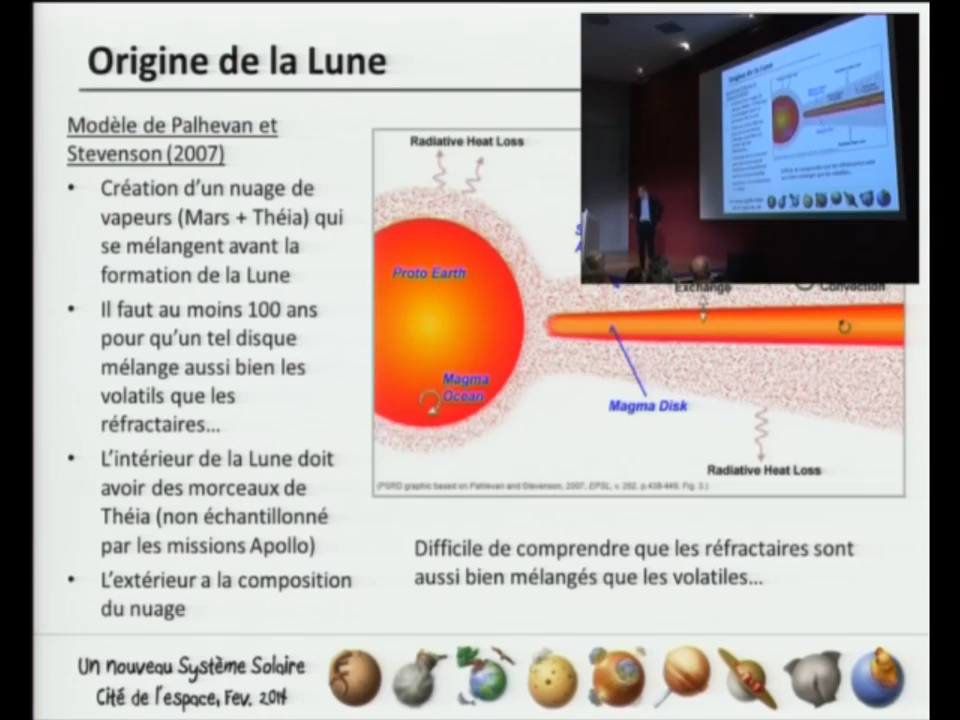 Origine de la Lune
Modèle de Palhevan et
Stevenson (2007)
• Création d'un nuage de
vapeurs (Mars + Théia) qui
se mélangent avant la
formation de la Lune
• Il faut au moins 100 ans
pour qu'un tel disque
mélange aussi bien les
volatils que les
réfractaires...
• L'intérieur de la Lune doit
avoir des morceaux de
Théia (non échantillonné
par les missions Apollo)
• L'extérieur a la composition
du nuage
Radiative Heat Loss
Proto Earth
Exchange
Convection
Magma
Ocean
Magma Disk
Radiative Heat Loss
(PSRD graphic based on Pahlevan and Stevenson, 2007, EPSL, v. 262, p.438-449, Fig. 3.)
Difficile de comprendre que les réfractaires sont
aussi bien mélangés que les volatiles...
Un nouveau Système Solaire
Cité de l'espace, Fev. 2014
Origine de la Lune